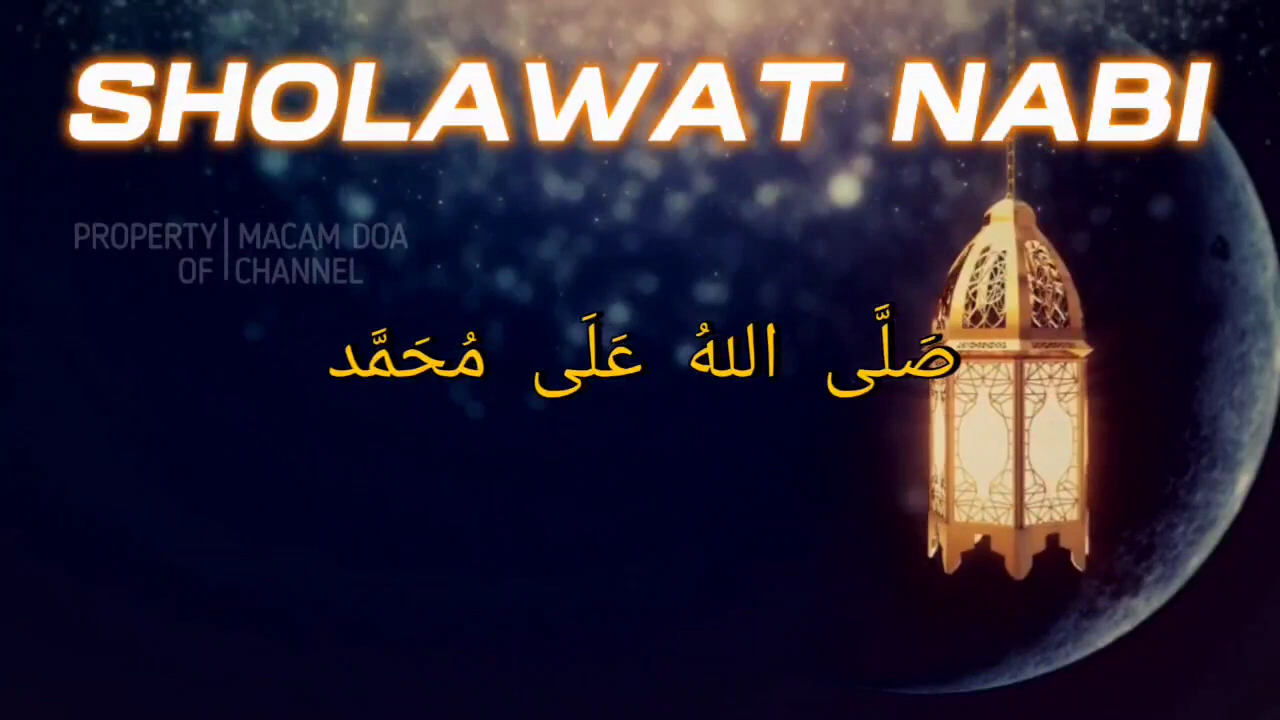 SHOLAWAT NABI
PROPERTY OF | MACAM DOA CHANNEL
صَلَّى اللهُ عَلَى مُحَمَّد